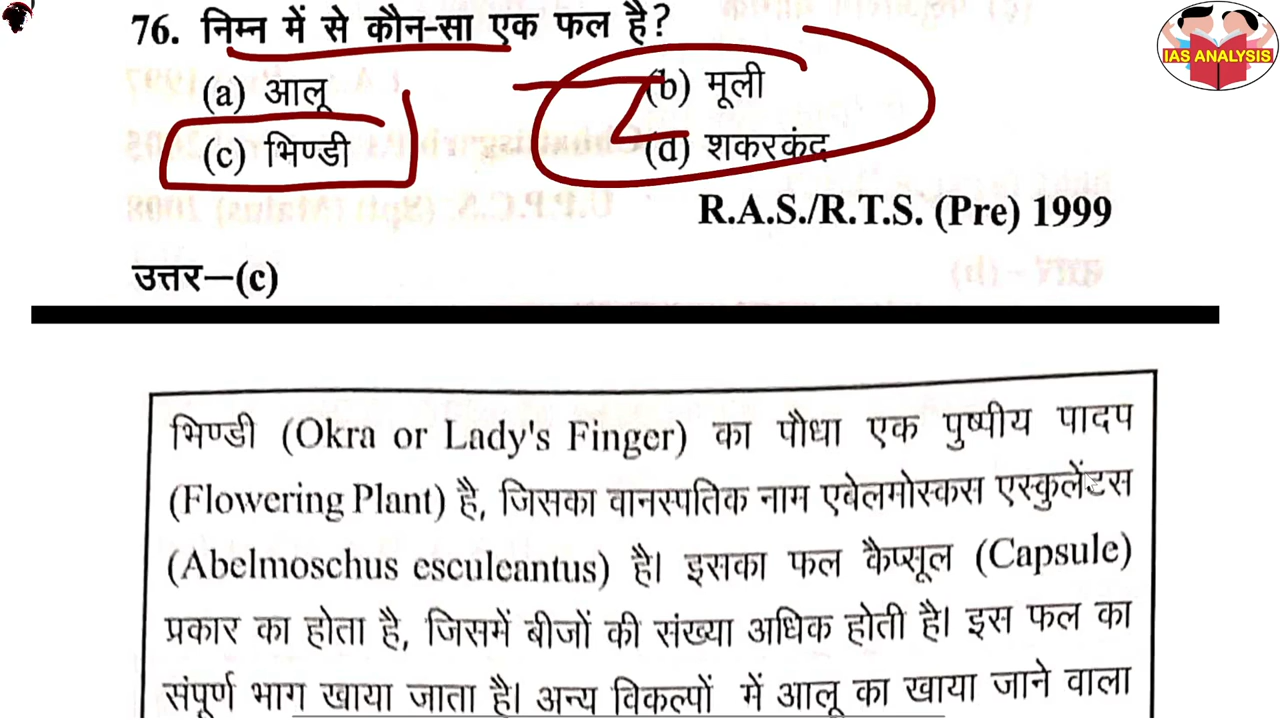 IAS ANALYSIS
76. निम्न में से कौन-सा एक फल है?
(a) आलू (b) मूली
(c) भिण्डी (d) शकरकंद
R.A.S./R.T.S. (Pre) 1999
उत्तर—(c)
भिण्डी (Okra or Lady's Finger) का पौधा एक पुष्पीय पादप
(Flowering Plant) है, जिसका वानस्पतिक नाम एबेलमोस्कस एस्कुलेंटस
(Abelmoschus esculeantus) है। इसका फल कैप्सूल (Capsule)
प्रकार का होता है, जिसमें बीजों की संख्या अधिक होती है। इस फल का
संपूर्ण भाग खाया जाता है। अन्य विकल्पों में आलू का खाया जाने वाला